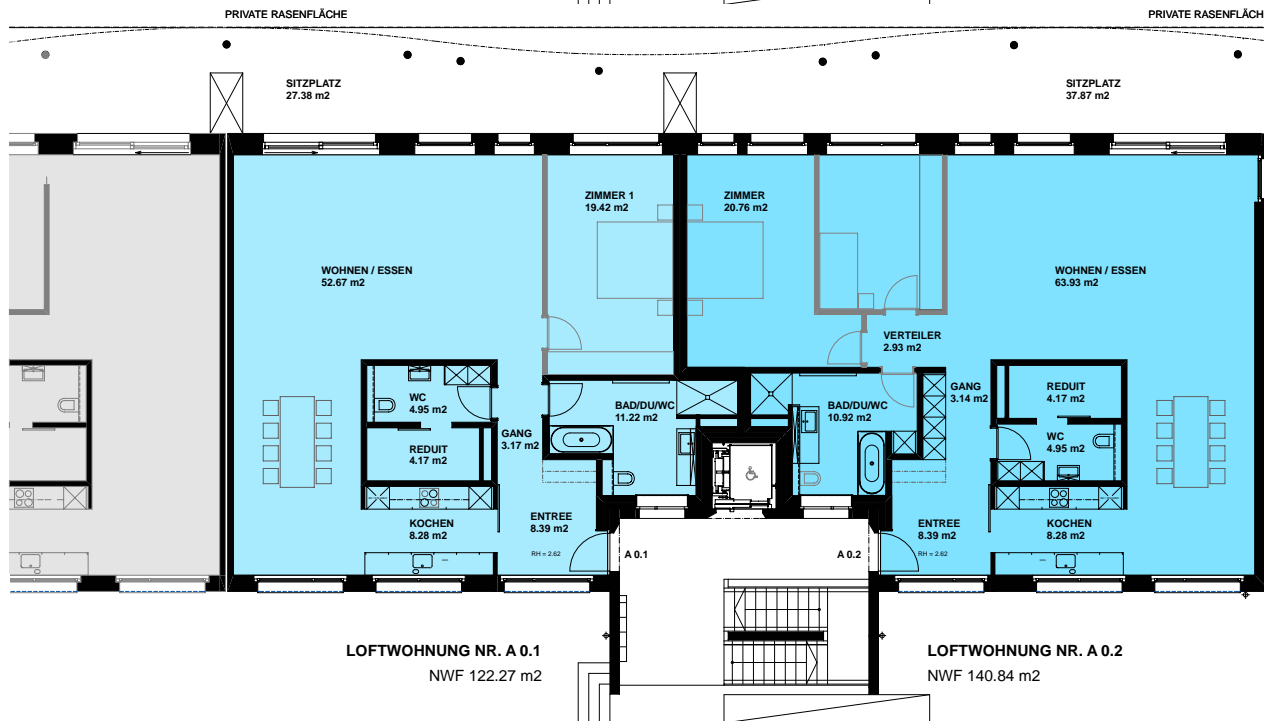 PRIVATE RASENFLÄCHE
PRIVATE RASENFLÄCH
SITZPLATZ
27.38 m2
SITZPLATZ
37.87 m2
ZIMMER 1
19.42 m2
ZIMMER
20.76 m2
WOHNEN / ESSEN
52.67 m2
WOHNEN / ESSEN
63.93 m2
VERTEILER
2.93 m2
WC
4.95 m2
BAD/DU/WC
11.22 m2
BAD/DU/WC
10.92 m2
GANG
3.14 m2
REDUIT
4.17 m2
GANG
3.17 m2
REDUIT
4.17 m2
WC
4.95 m2
KOCHEN
8.28 m2
ENTREE
8.39 m2
RH = 2.62
A 0.1
A 0.2
ENTREE
8.39 m2
RH = 2.62
KOCHEN
8.28 m2
LOFTWOHNUNG NR. A 0.1
NWF 122.27 m2
LOFTWOHNUNG NR. A 0.2
NWF 140.84 m2